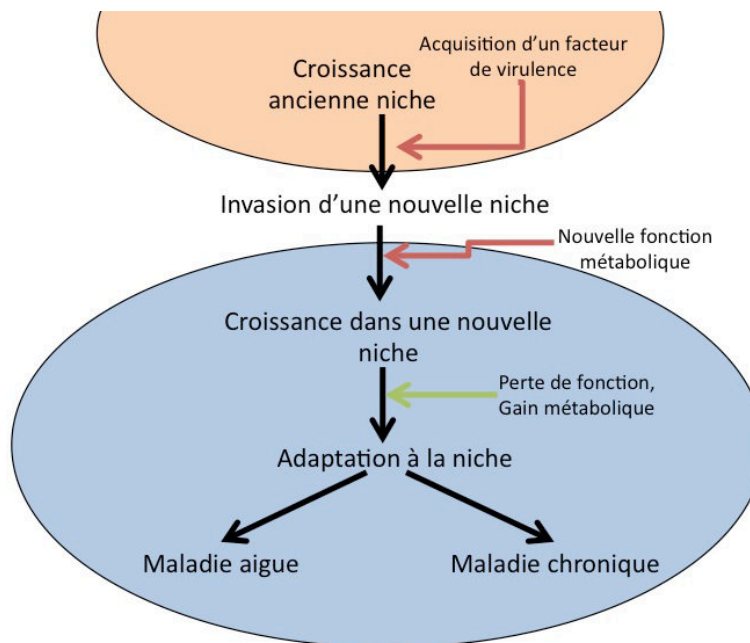 Croissance
ancienne niche
Acquisition d’un facteur
de virulence
Invasion d’une nouvelle niche
Nouvelle fonction
métabolique
Croissance dans une nouvelle
niche
Perte de fonction,
Gain métabolique
Adaptation à la niche
Maladie aigue
Maladie chronique